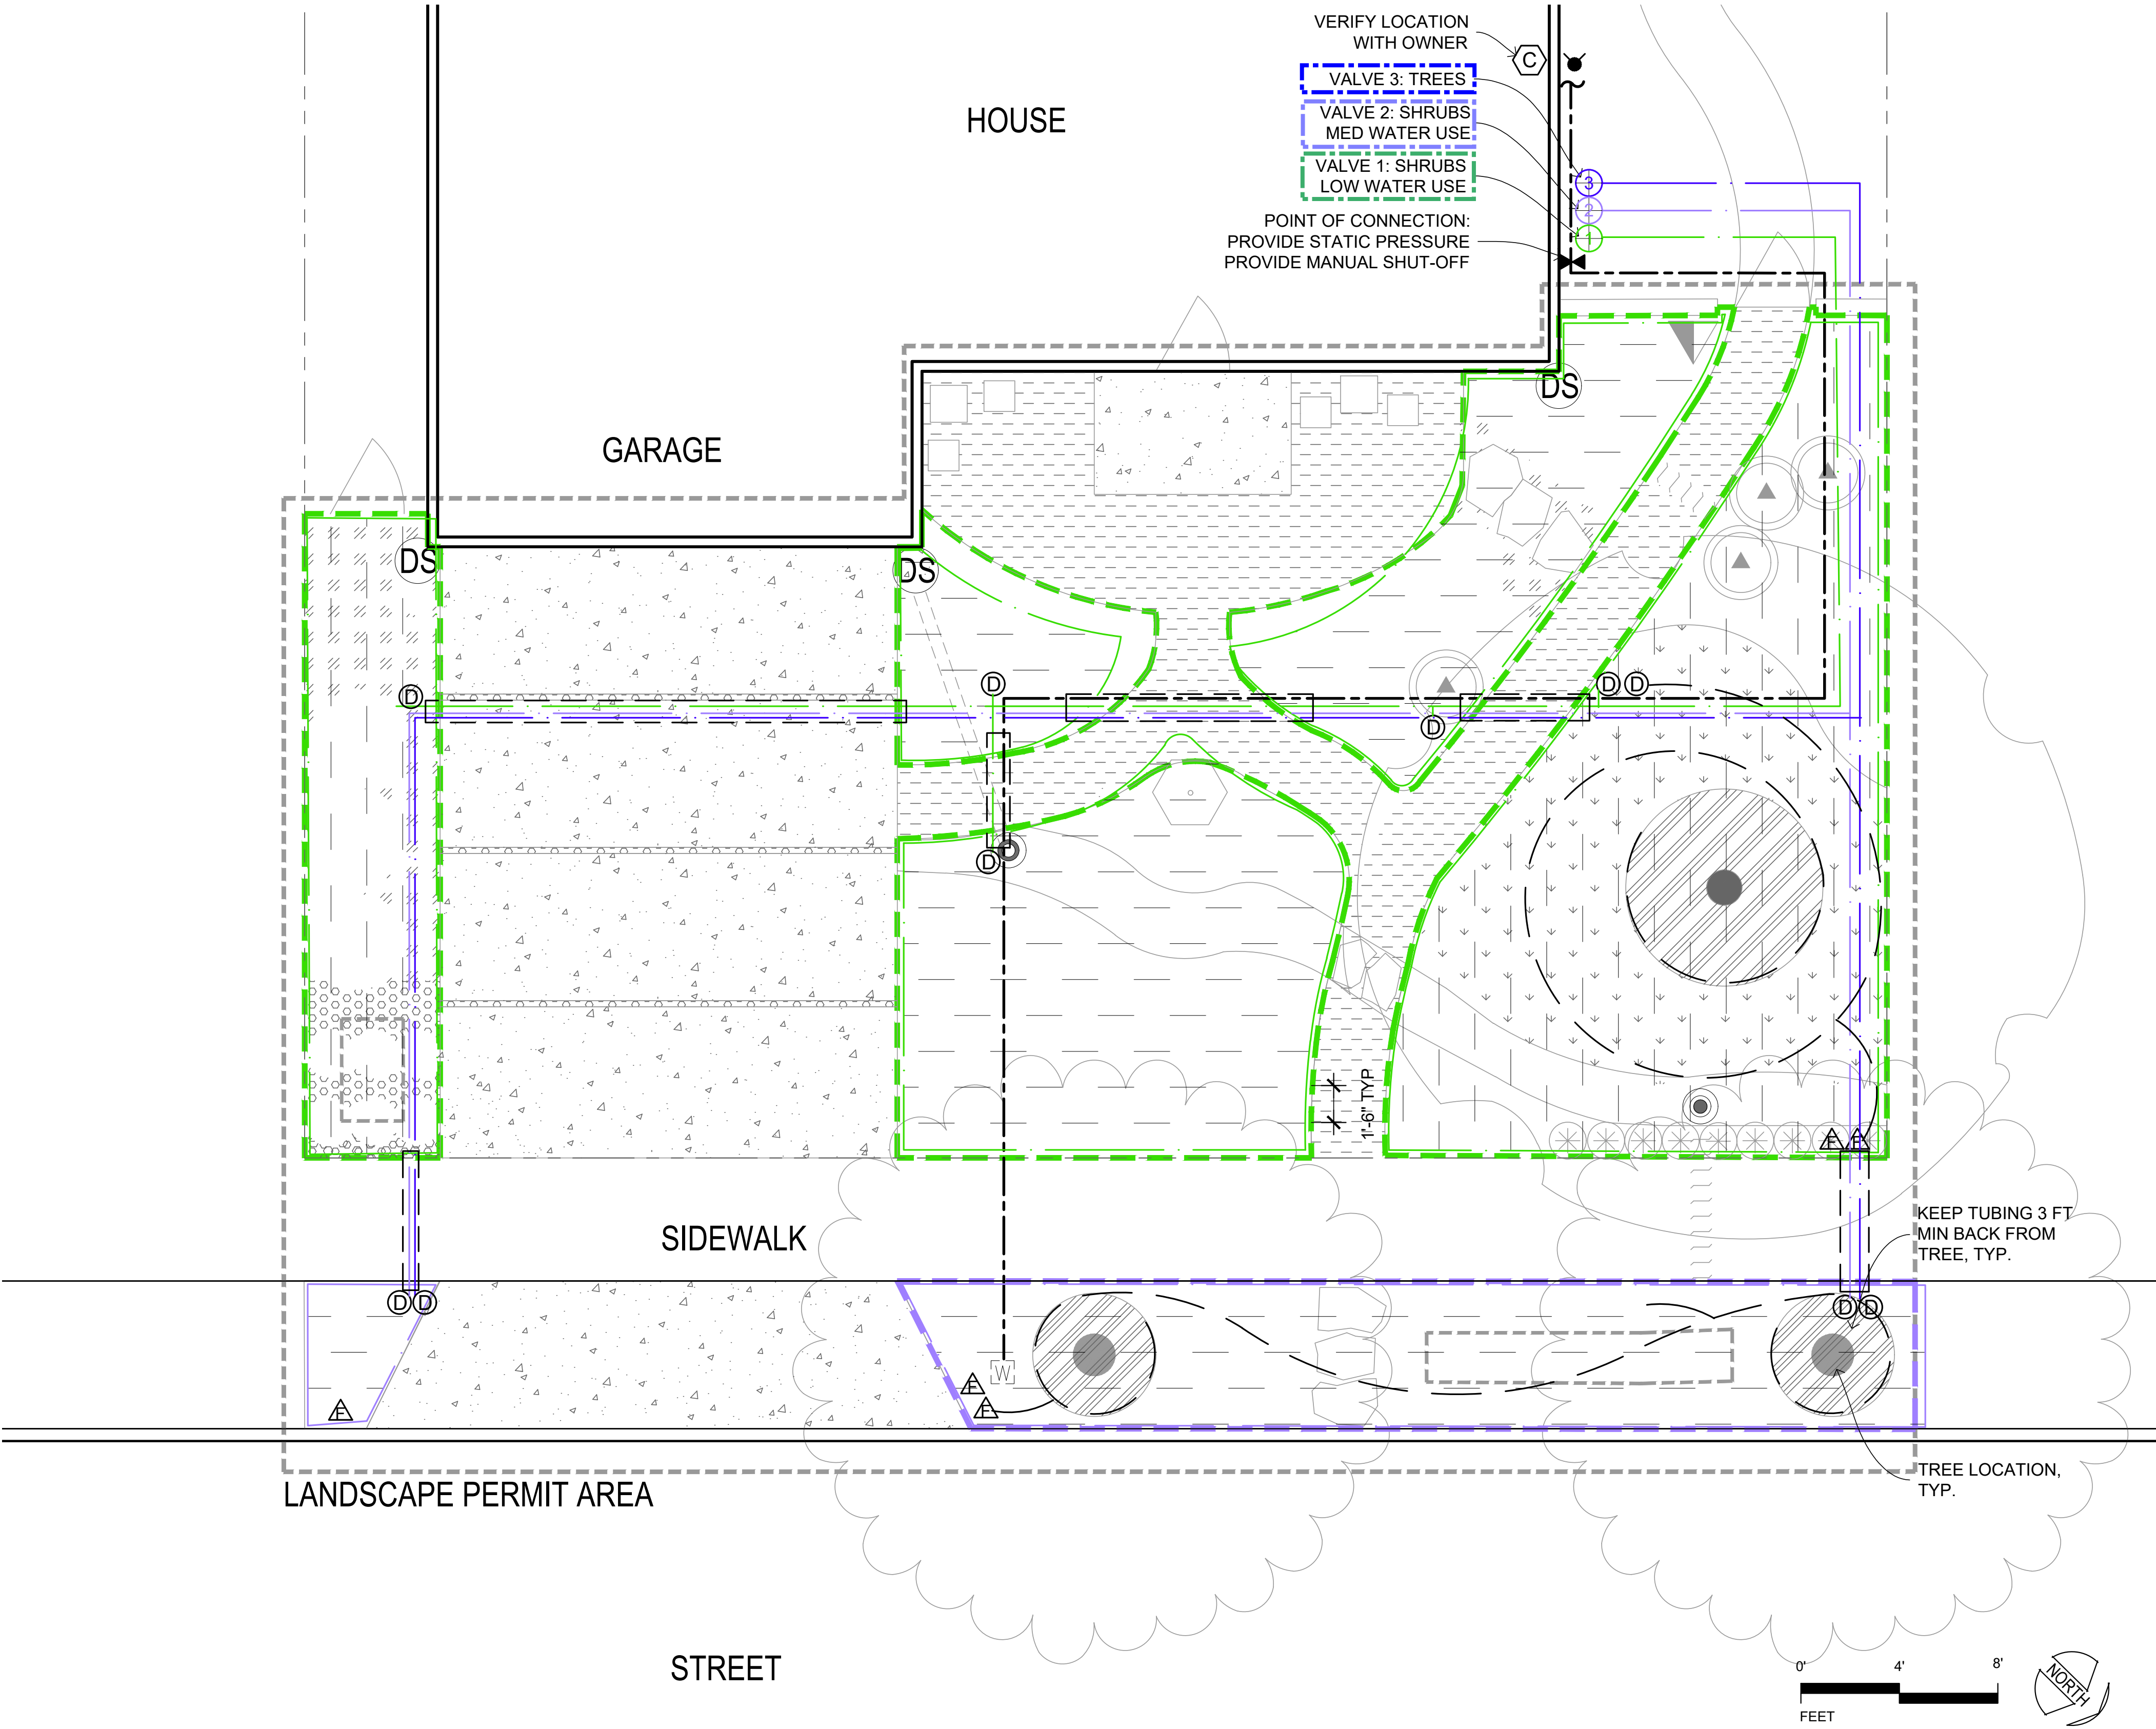 VERIFY LOCATION
WITH OWNER
C
VALVE 3: TREES
VALVE 2: SHRUBS
MED WATER USE
VALVE 1: SHRUBS
LOW WATER USE
3
2
1
POINT OF CONNECTION:
PROVIDE STATIC PRESSURE
PROVIDE MANUAL SHUT-OFF
HOUSE
GARAGE
DS
DS
DS
D
D
D
D
D
D
1'-6" TYP
F
F
SIDEWALK
KEEP TUBING 3 FT
MIN BACK FROM
TREE, TYP.
D
D
D
D
W
F
F
F
LANDSCAPE PERMIT AREA
TREE LOCATION,
TYP.
STREET
0'
4'
8'
FEET
NORTH